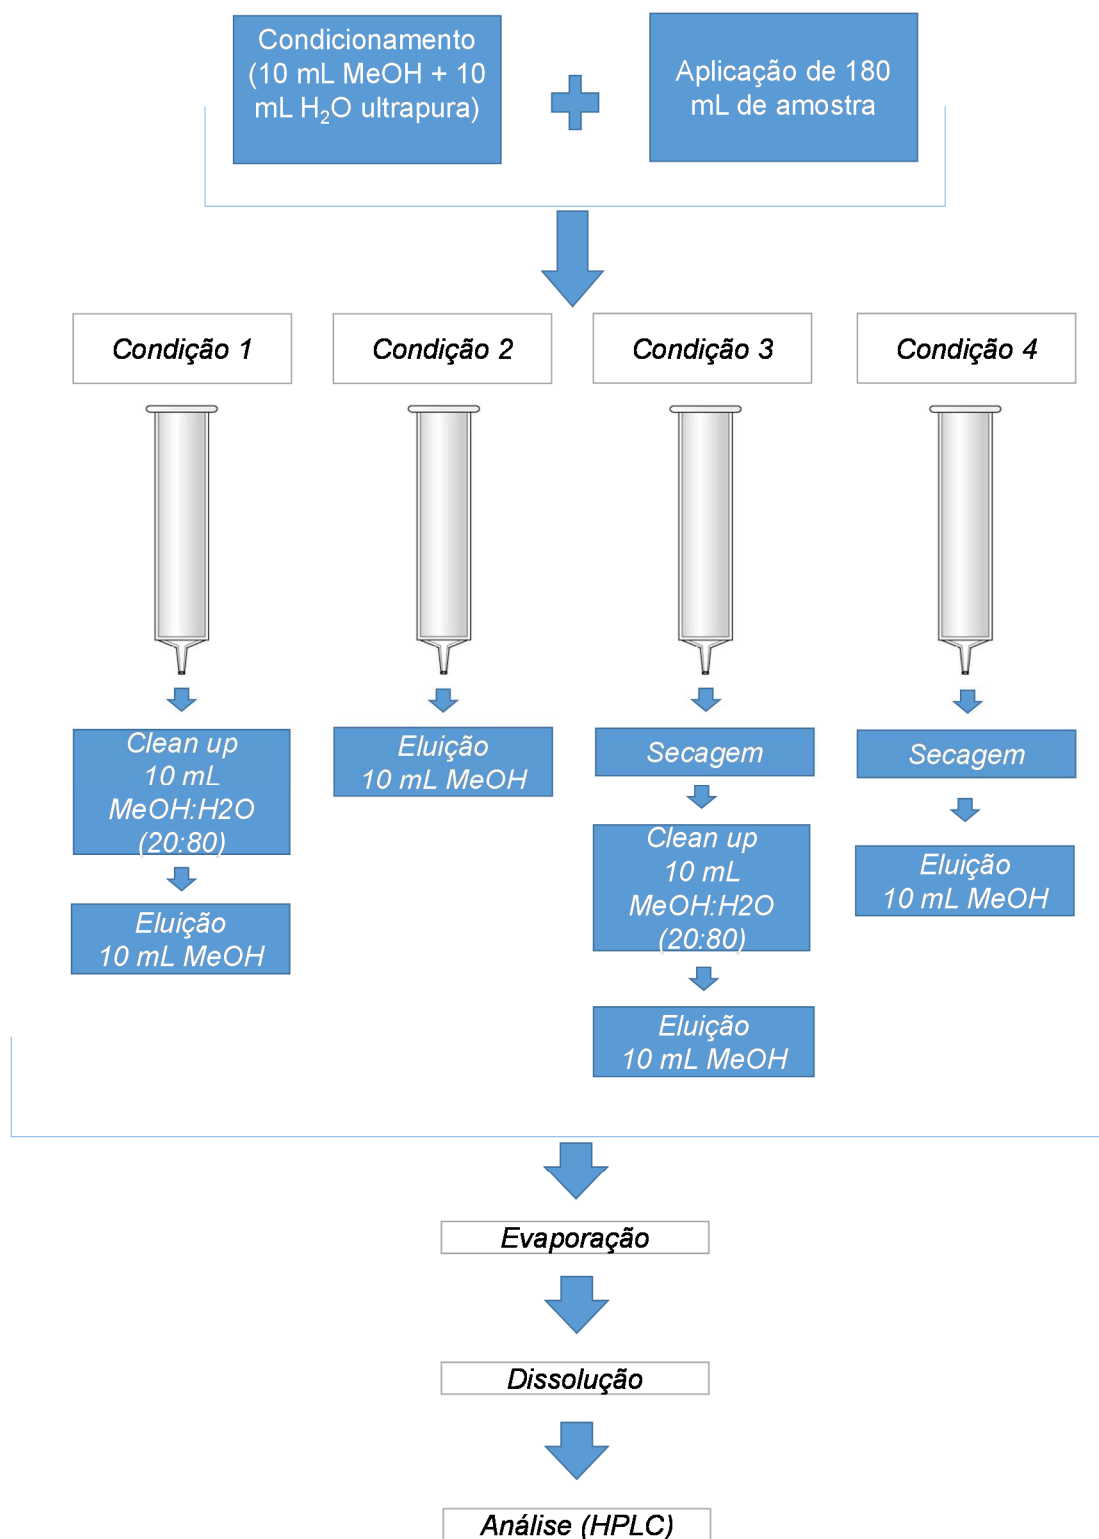 Condicionamento
(10 mL MeOH + 10
mL H₂O ultrapura)
Aplicação de 180
mL de amostra
Condição 1
Condição 2
Condição 3
Condição 4
Clean up
10 mL
MeOH:H2O
(20:80)
Eluição
10 mL MeOH
Eluição
10 mL MeOH
Secagem
Clean up
10 mL
MeOH:H2O
(20:80)
Eluição
10 mL MeOH
Secagem
Eluição
10 mL MeOH
Evaporação
Dissolução
Análise (HPLC)